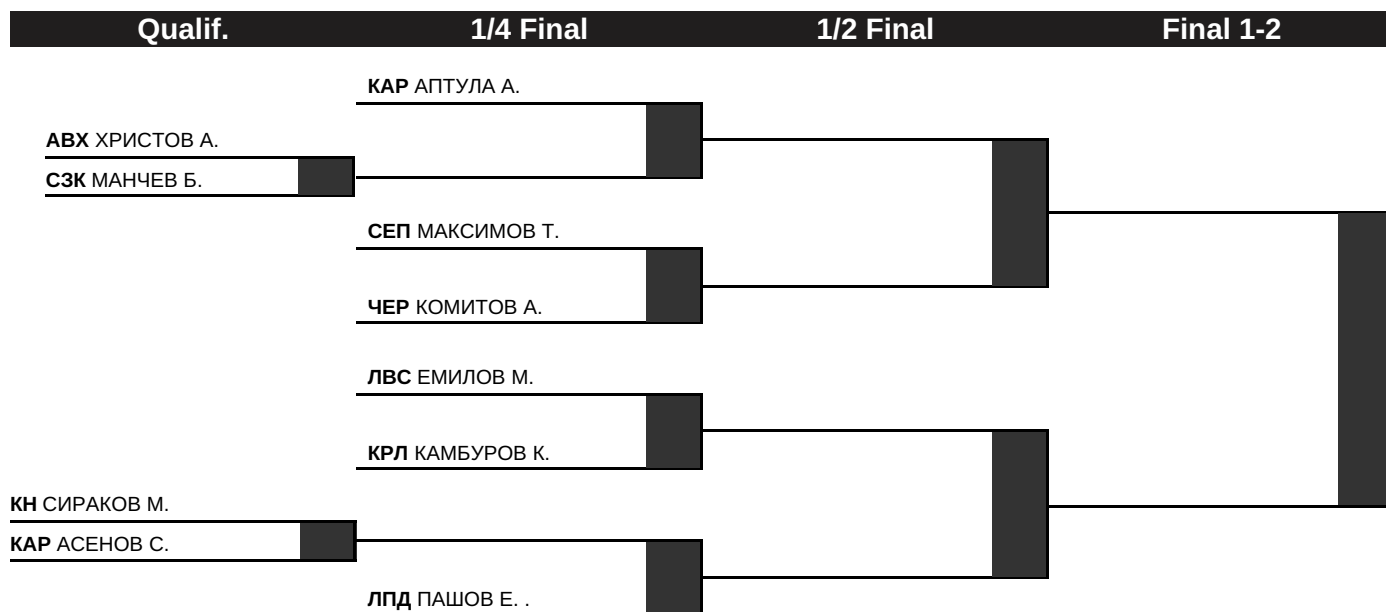 Qualif. 1/4 Final 1/2 Final Final 1-2
КАР АПТУЛА А.
АВХ ХРИСТОВ А.
СЗК МАНЧЕВ Б.
СЕП МАКСИМОВ Т.
ЧЕР КОМИТОВ А.
ЛВС ЕМИЛОВ М.
КРЛ КАМБУРОВ К.
КН СИРАКОВ М.
КАР АСЕНОВ С.
ЛПД ПАШОВ Е. .